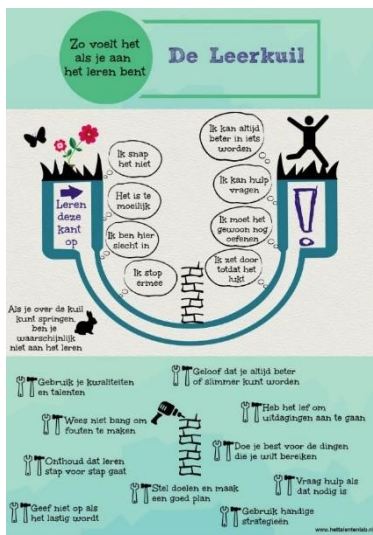 Zo voelt het
als je aan
het leren bent
De Leerkuil
Ik snap
het niet
Het is te
moeilijk
Ik ben hier
slecht in
Ik stop
ermee
Ik kan altijd
beter in iets
worden
Ik kan hulp
vragen
Ik moet het
gewoon nog
oefenen
Ik zet door
totdat het
lukt
Leren
deze
kant
op
!
Als je over de kuil
kunt springen,
ben je
waarschijnlijk
niet aan het leren
Gebruik je kwaliteiten
en talenten
Geloof dat je altijd beter
of slimmer kunt worden
Wees niet bang om
fouten te maken
Heb het lef om
uitdagingen aan te gaan
Onthoud dat leren
stap voor stap gaat
Doe je best voor de dingen
die je wilt bereiken
Stel doelen en maak
een goed plan
Vraag hulp als
dat nodig is
Geef niet op als
het lastig wordt
Gebruik handige
strategieën
www.hettalentenlab.nl